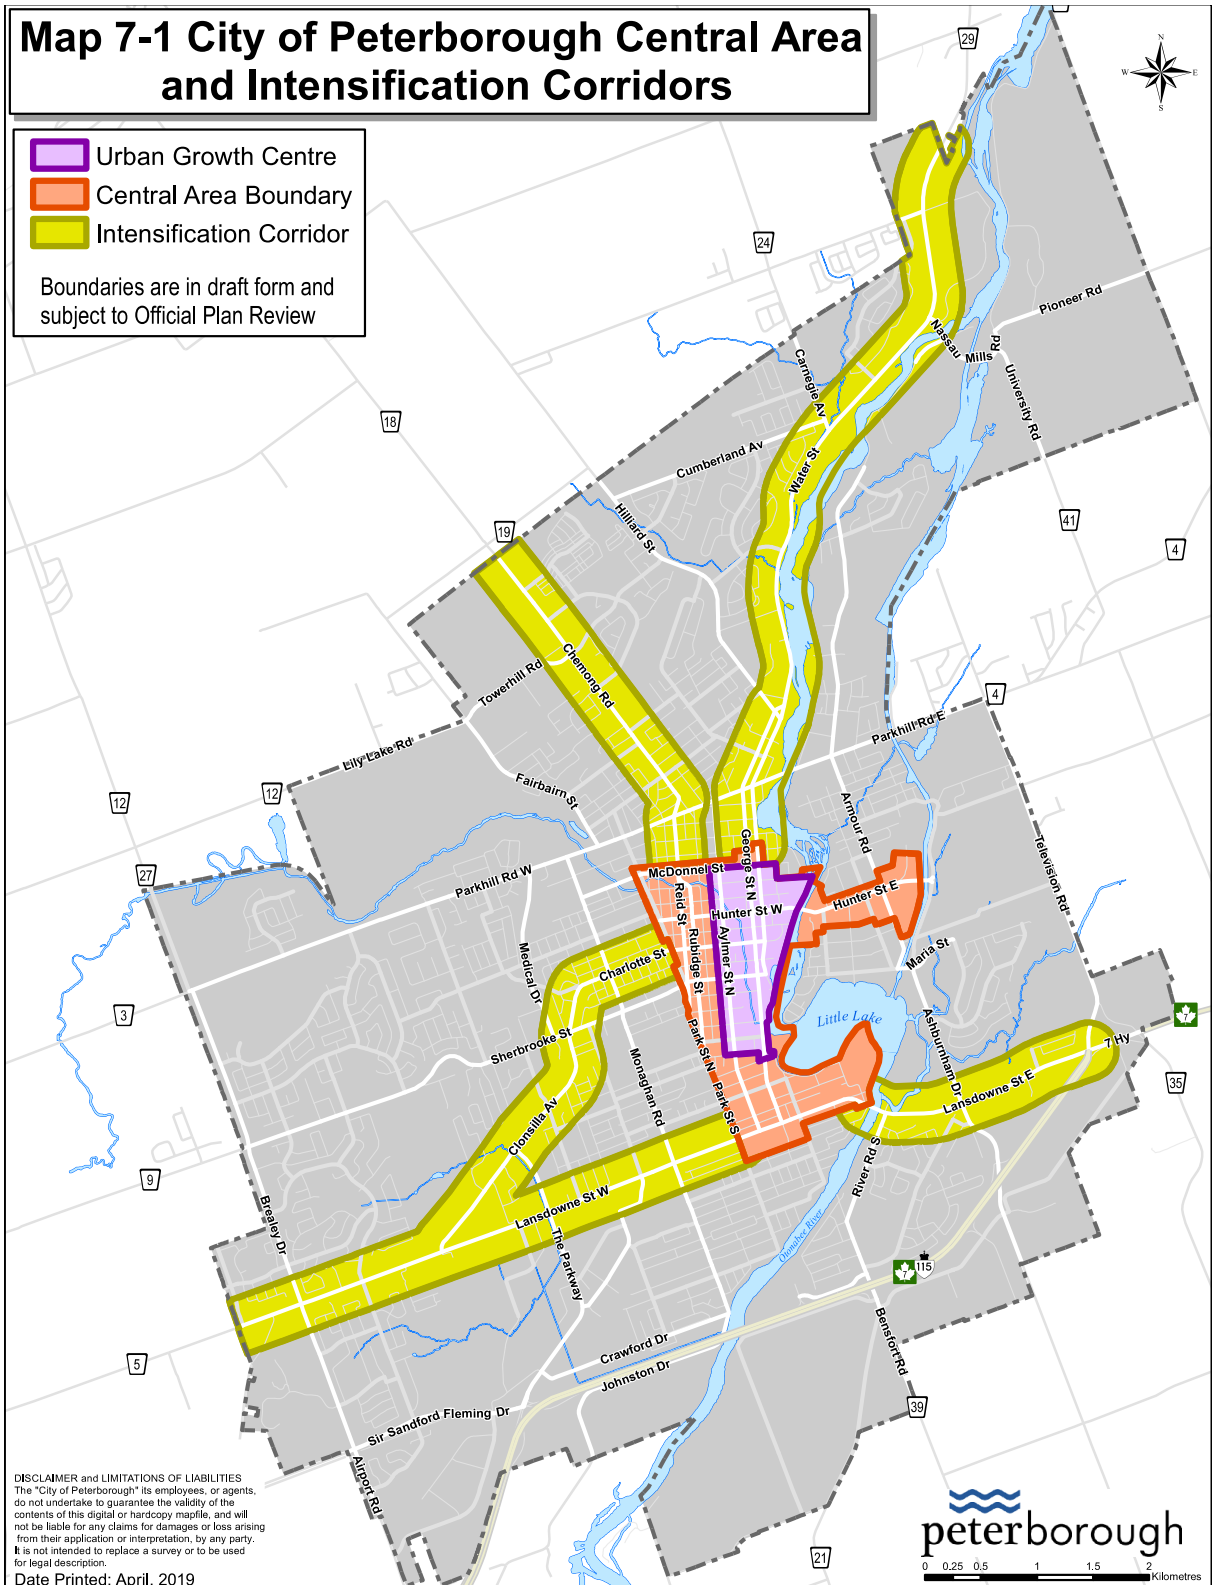 Map 7-1 City of Peterborough Central Area
and Intensification Corridors
N
W
E
S
Urban Growth Centre
Central Area Boundary
Intensification Corridor
Boundaries are in draft form and
subject to Official Plan Review
29
24
18
19
41
4
4
12
12
27
3
9
5
7
35
7
115
39
21
Pioneer Rd
Nassau
Mills
Rd
University Rd
Carnegie Av
Cumberland Av
Water St
Hilliard St
Chemong Rd
Towerhill Rd
Lily Lake Rd
Fairbairn St
Parkhill Rd E
Armour Rd
Television Rd
Parkhill Rd W
McDonnel St
George St N
Reid St
Hunter St W
Hunter St E
Rubidge St
Aylmer St N
Maria St
Medical Dr
Charlotte St
Sherbrooke St
Little Lake
Park St N
Monaghan Rd
Park St S
Ashburnham Dr
7 Hy
Lansdowne St E
Clonsilla Av
River Rd S
Lansdowne St W
Otonabee River
Brealey Dr
The Parkway
Bensfort Rd
Crawford Dr
Johnston Dr
Sir Sandford Fleming Dr
Airport Rd
DISCLAIMER and LIMITATIONS OF LIABILITIES
The "City of Peterborough" its employees, or agents,
do not undertake to guarantee the validity of the
contents of this digital or hardcopy mapfile, and will
not be liable for any claims for damages or loss arising
from their application or interpretation, by any party.
It is not intended to replace a survey or to be used
for legal description.
Date Printed: April, 2019
peterborough
0 0.25 0.5 1 1.5 2
Kilometres